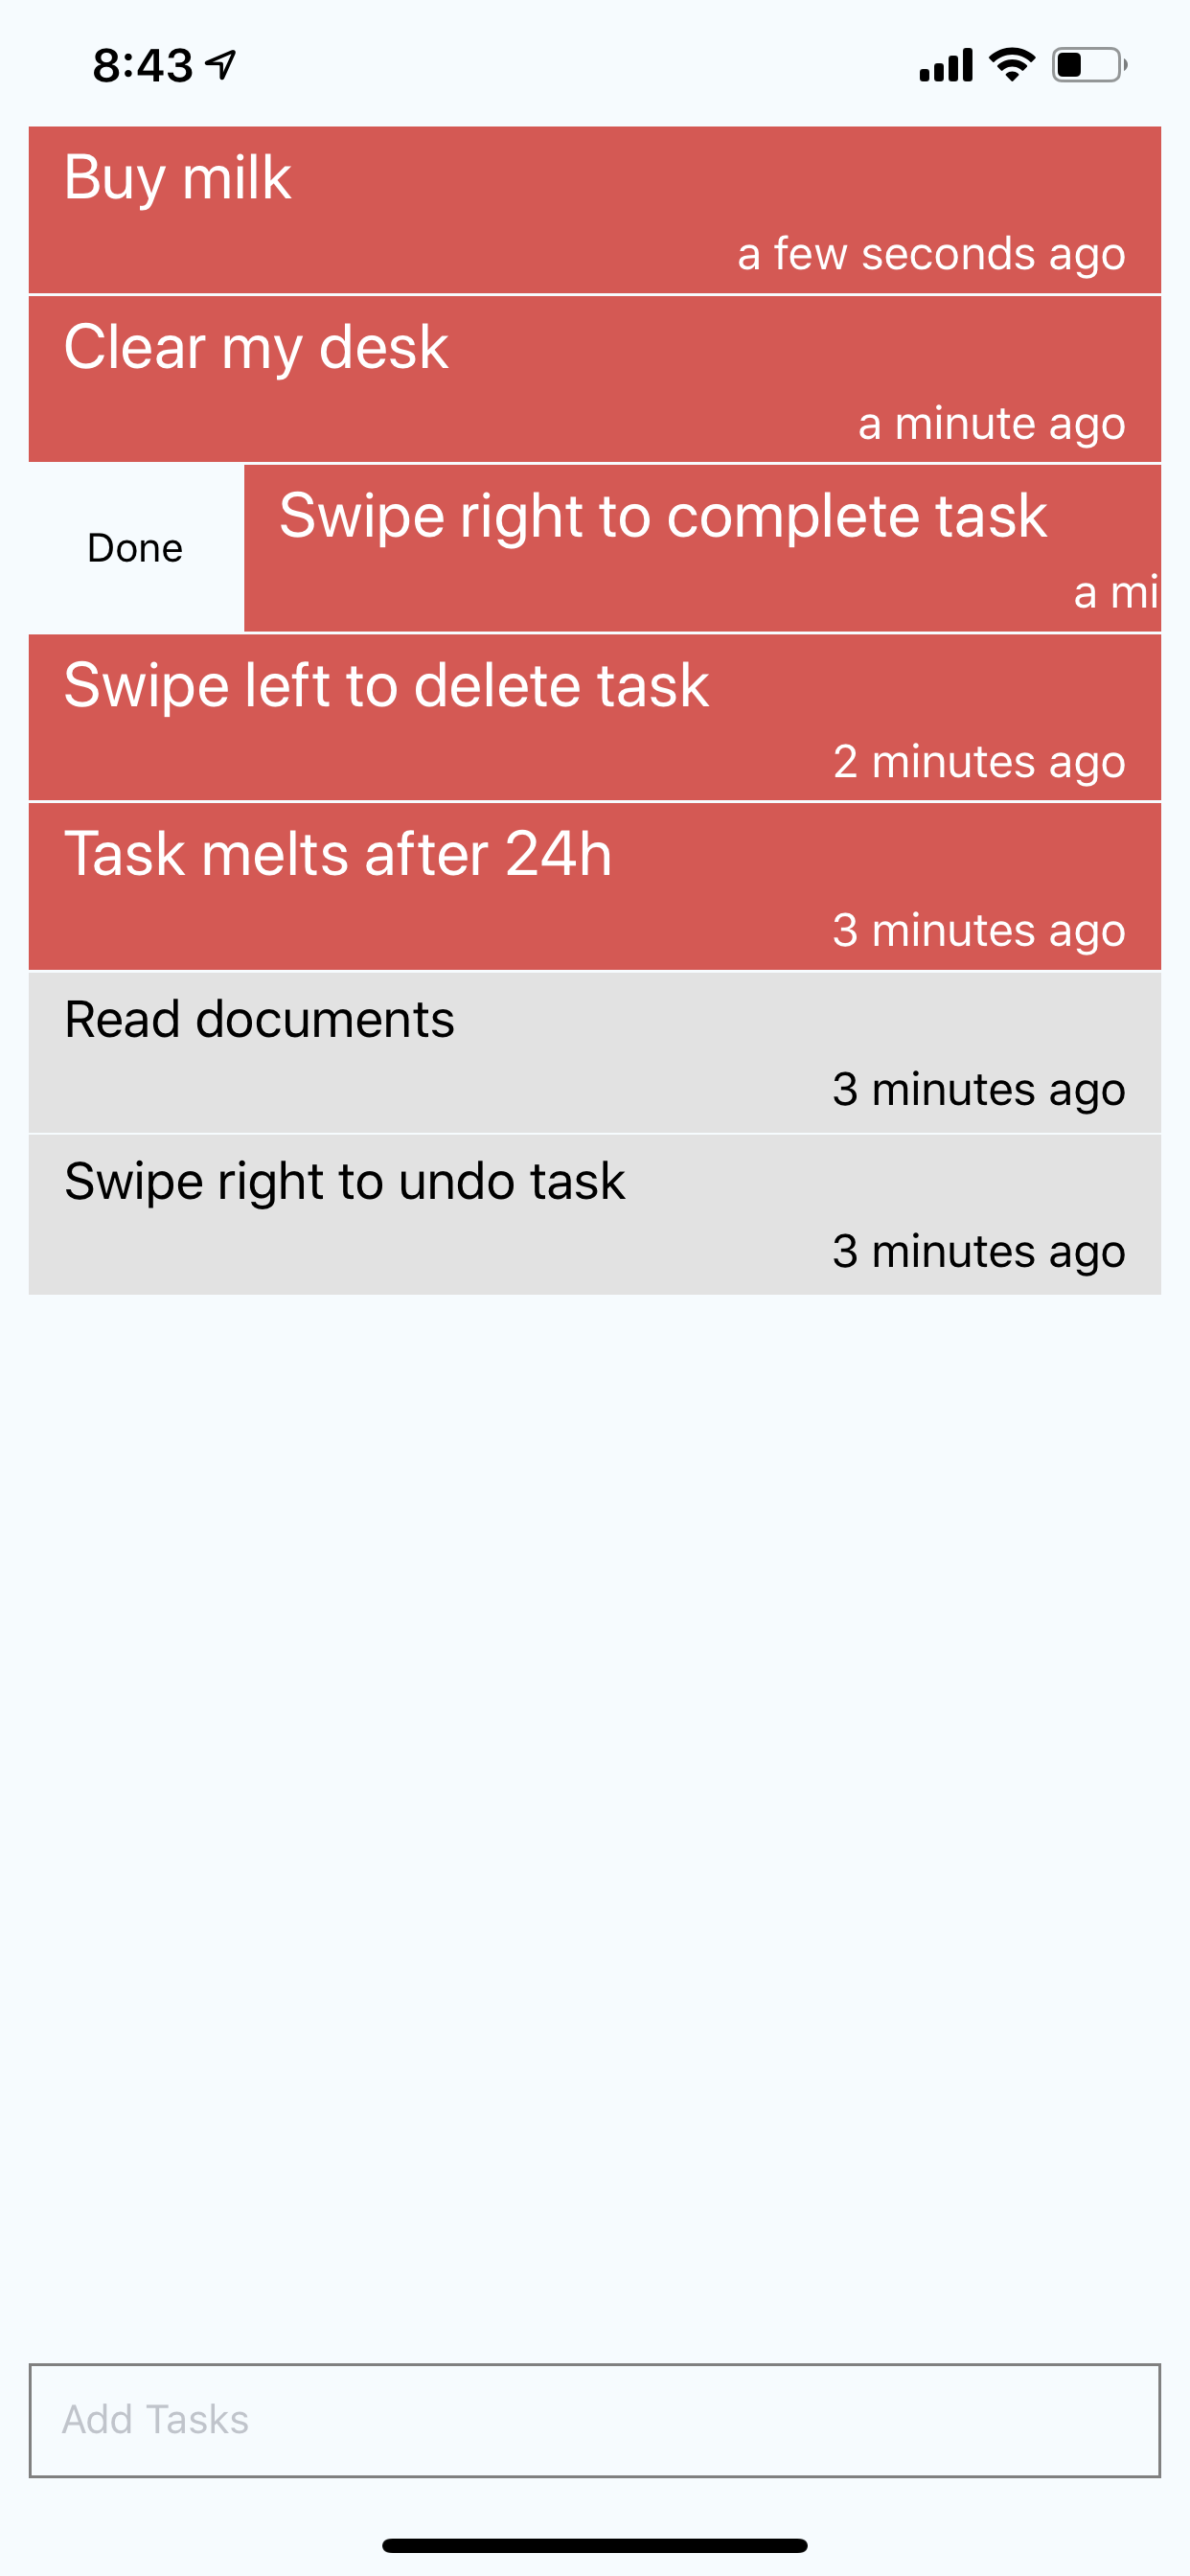 8:43
Buy milk
a few seconds ago
Clear my desk
a minute ago
Done
Swipe right to complete task
a mi
Swipe left to delete task
2 minutes ago
Task melts after 24h
3 minutes ago
Read documents
3 minutes ago
Swipe right to undo task
3 minutes ago
Add Tasks